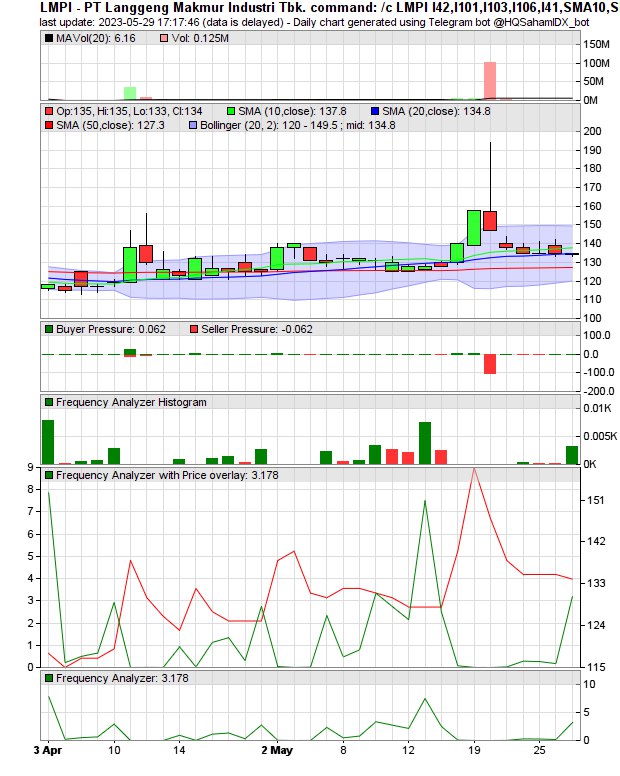 LMPI - PT Langgeng Makmur Industri Tbk. command: /c LMPI I42,I101,I103,I106,I41,SMA10,S
last update: 2023-05-29 17:17:46 (data is delayed) - Daily chart generated using Telegram bot @HQSahamIDX_bot
MAVol(20): 6.16 Vol: 0.125M
150M
100M
50M
0M
Op:135, Hi:135, Lo:133, Cl:134 SMA (10,close): 137.8 SMA (20,close): 134.8
SMA (50,close): 127.3 Bollinger (20, 2): 120 - 149.5 ; mid: 134.8
200
190
180
170
160
150
140
130
120
110
100
Buyer Pressure: 0.062 Seller Pressure: -0.062
100.0
0.0
-100.0
-200.0
Frequency Analyzer Histogram
0.01K
0.005K
0K
Frequency Analyzer with Price overlay: 3.178
9
8
7
6
5
4
3
2
1
0
151
142
133
124
115
Frequency Analyzer: 3.178
10
5
0
3 Apr 10 14 2 May 8 12 19 25